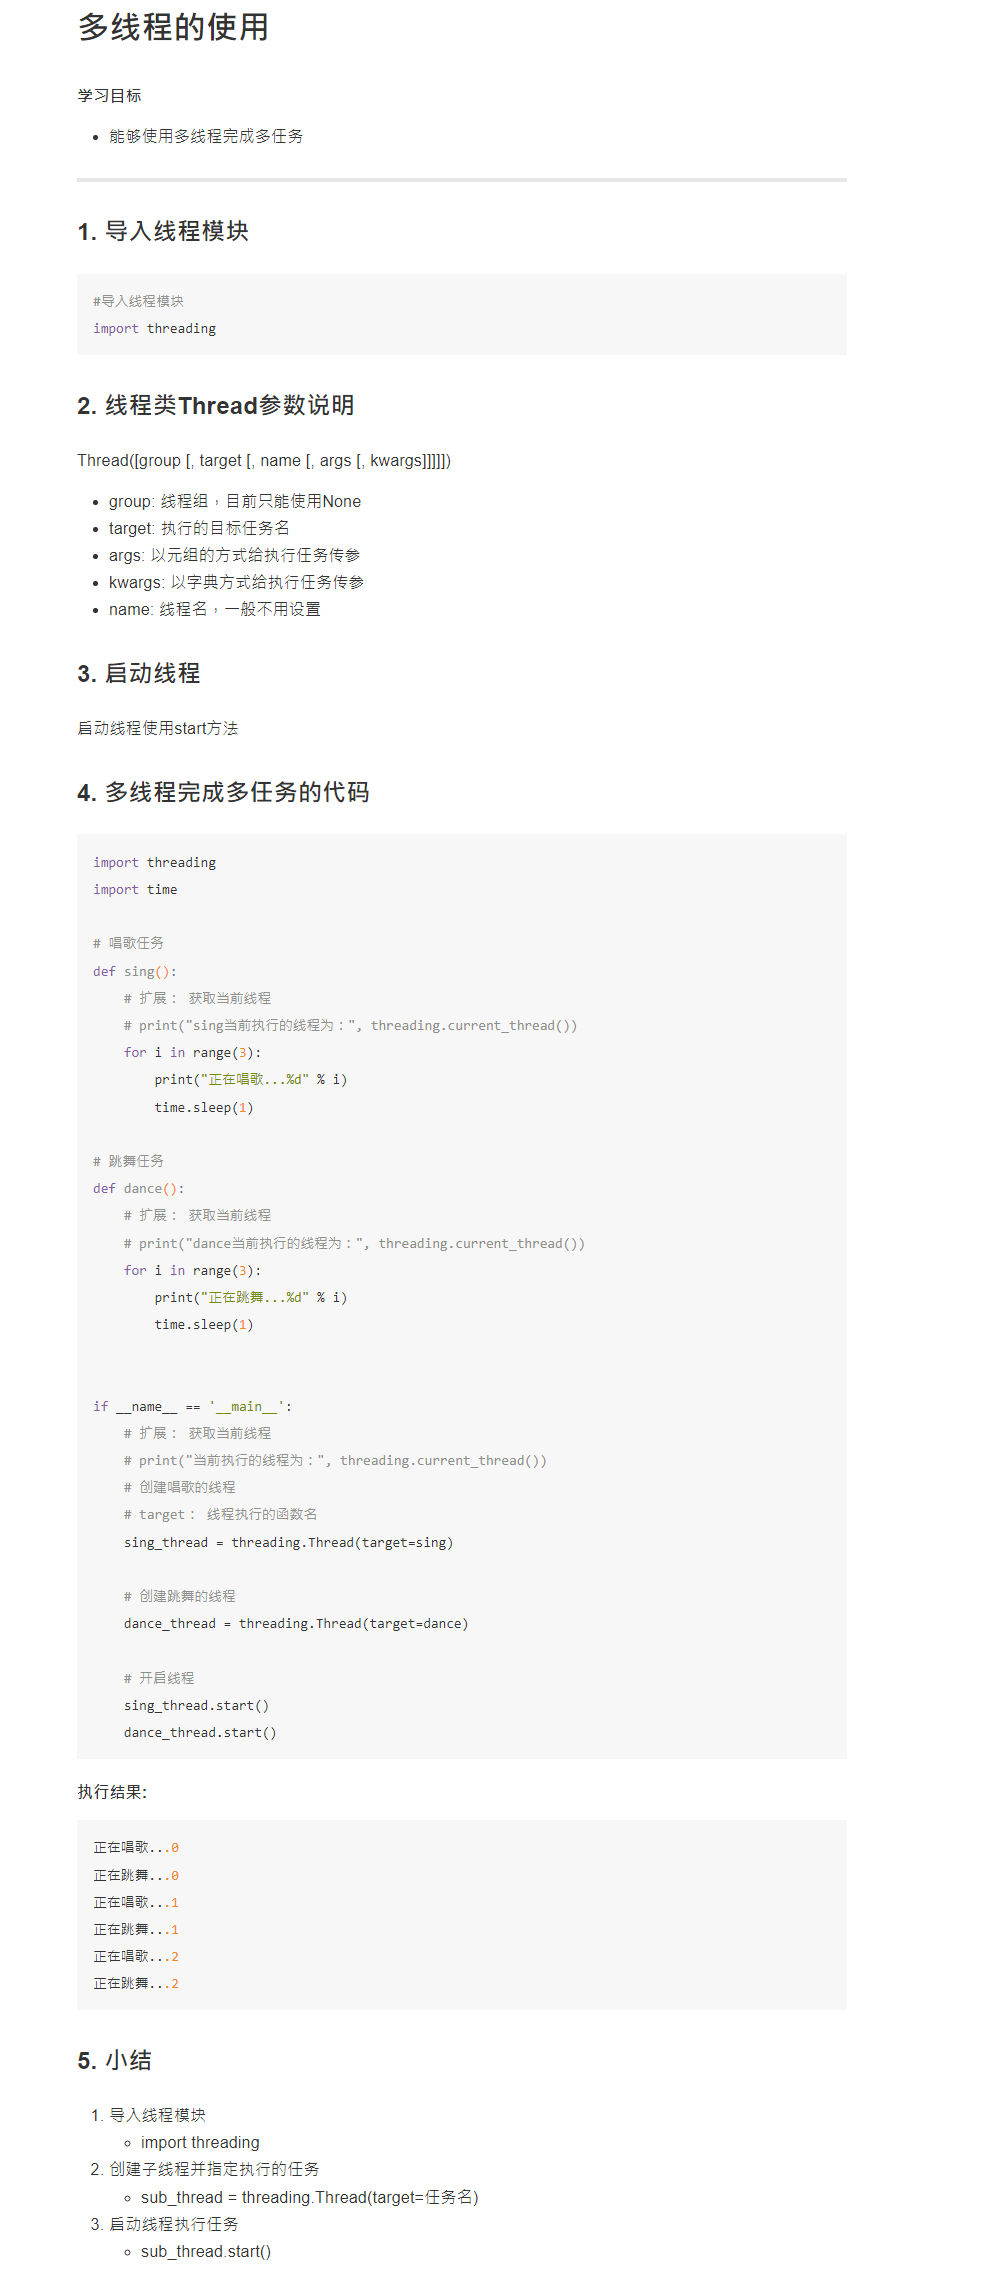 多线程的使用
学习目标
• 能够使用多线程完成多任务
1. 导入线程模块
#导入线程模块
import threading
2. 线程类Thread参数说明
Thread([group [, target [, name [, args [, kwargs]]]]])
• group: 线程组，目前只能使用None
• target: 执行的目标任务名
• args: 以元组的方式给执行任务传参
• kwargs: 以字典方式给执行任务传参
• name: 线程名，一般不用设置
3. 启动线程
启动线程使用start方法
4. 多线程完成多任务的代码
import threading
import time
# 唱歌任务
def sing():
    # 扩展： 获取当前线程
    # print("sing当前执行的线程为：", threading.current_thread())
    for i in range(3):
        print("正在唱歌...%d" % i)
        time.sleep(1)
# 跳舞任务
def dance():
    # 扩展： 获取当前线程
    # print("dance当前执行的线程为：", threading.current_thread())
    for i in range(3):
        print("正在跳舞...%d" % i)
        time.sleep(1)
if __name__ == '__main__':
    # 扩展： 获取当前线程
    # print("当前执行的线程为：", threading.current_thread())
    # 创建唱歌的线程
    # target： 线程执行的函数名
    sing_thread = threading.Thread(target=sing)
    # 创建跳舞的线程
    dance_thread = threading.Thread(target=dance)
    # 开启线程
    sing_thread.start()
    dance_thread.start()
执行结果:
正在唱歌...0
正在跳舞...0
正在唱歌...1
正在跳舞...1
正在唱歌...2
正在跳舞...2
5. 小结
1. 导入线程模块
◦ import threading
2. 创建子线程并指定执行的任务
◦ sub_thread = threading.Thread(target=任务名)
3. 启动线程执行任务
◦ sub_thread.start()